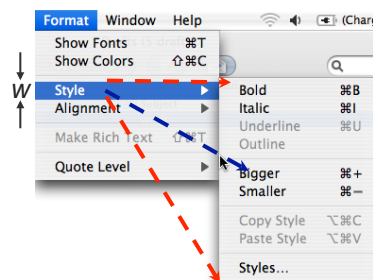 Format Window Help (Char
Show Fonts ⌘T
Show Colors ⇧⌘C
W
Style
Alignment
Make Rich Text ⇧⌘T
Quote Level
Bold ⌘B
Italic ⌘I
Underline ⌘U
Outline
Bigger ⌘+
Smaller ⌘−
Copy Style ⌥⌘C
Paste Style ⌥⌘V
Styles...